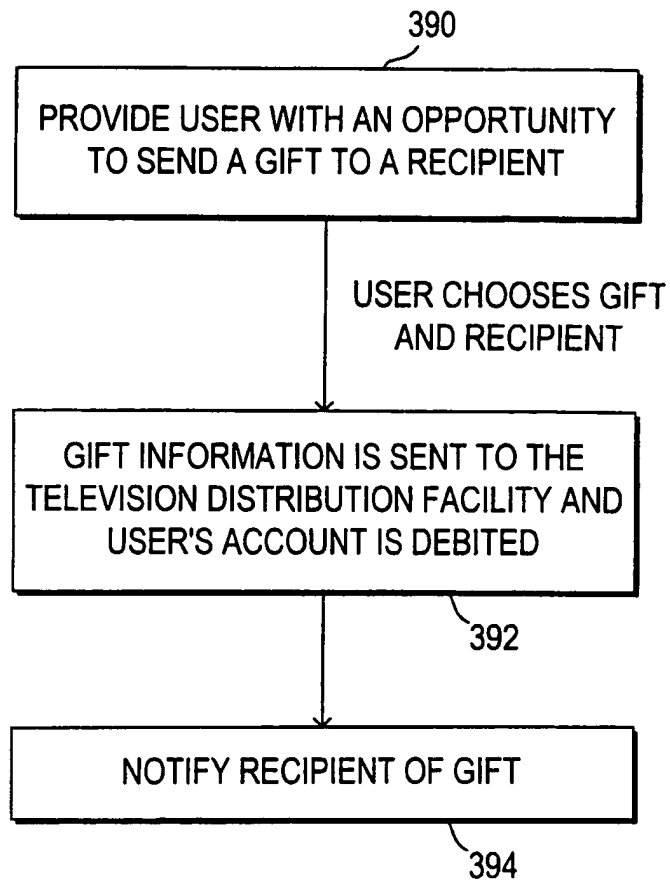 390
PROVIDE USER WITH AN OPPORTUNITY
TO SEND A GIFT TO A RECIPIENT
USER CHOOSES GIFT
AND RECIPIENT
GIFT INFORMATION IS SENT TO THE
TELEVISION DISTRIBUTION FACILITY AND
USER'S ACCOUNT IS DEBITED
392
NOTIFY RECIPIENT OF GIFT
394